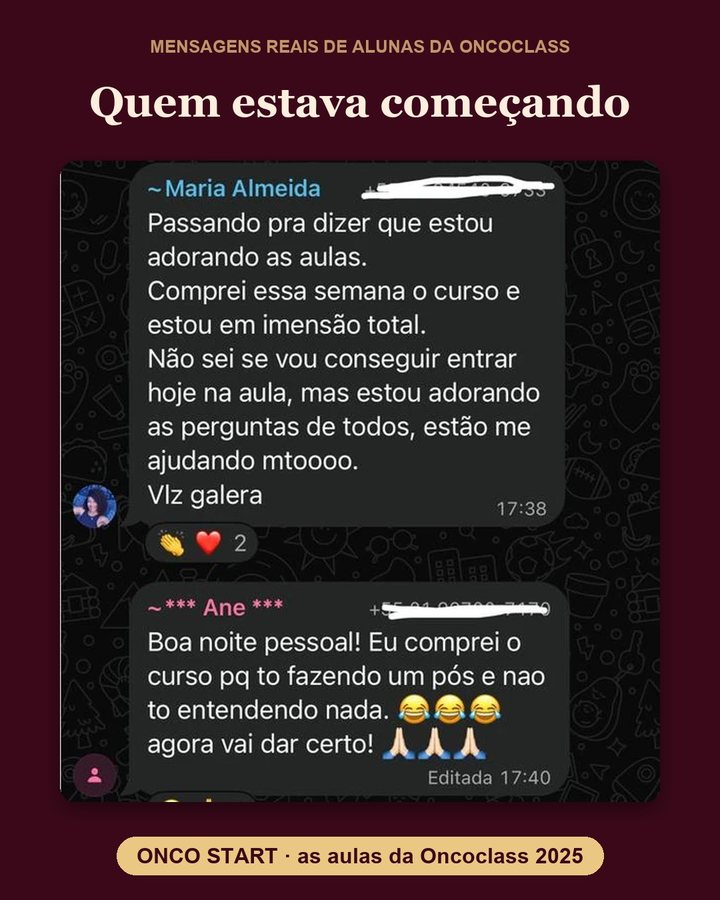 MENSAGENS REAIS DE ALUNAS DA ONCOCLASS
Quem estava começando
~ Maria Almeida
Passando pra dizer que estou
adorando as aulas.
Comprei essa semana o curso e
estou em imensão total.
Não sei se vou conseguir entrar
hoje na aula, mas estou adorando
as perguntas de todos, estão me
ajudando mtoooo.
Vlz galera
17:38
👏 ❤️ 2
~ *** Ane ***
Boa noite pessoal! Eu comprei o
curso pq to fazendo um pós e nao
to entendendo nada. 😂😂😂
agora vai dar certo! 🙏🏻🙏🏻🙏🏻
Editada 17:40
ONCO START · as aulas da Oncoclass 2025